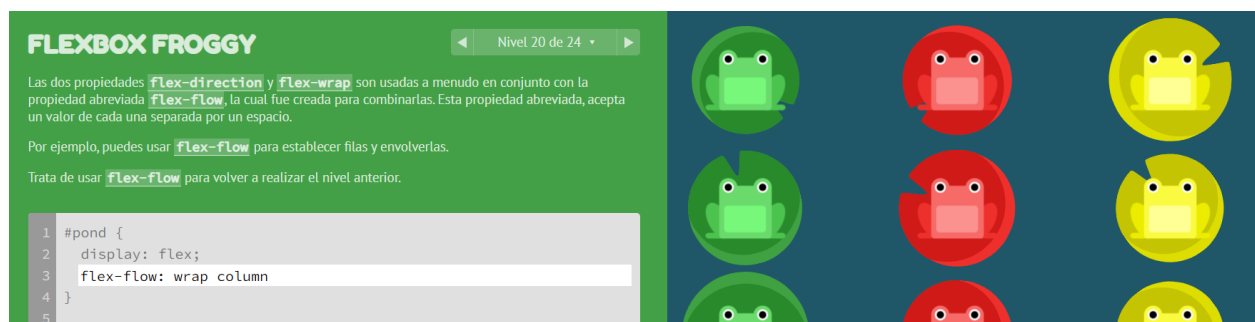 FLEXBOX FROGGY
Nivel 20 de 24
Las dos propiedades flex-direction y flex-wrap son usadas a menudo en conjunto con la
propiedad abreviada flex-flow, la cual fue creada para combinarlas. Esta propiedad abreviada, acepta
un valor de cada una separada por un espacio.
Por ejemplo, puedes usar flex-flow para establecer filas y envolverlas.
Trata de usar flex-flow para volver a realizar el nivel anterior.
1 #pond {
2 display: flex;
3 flex-flow: wrap column
4 }
5